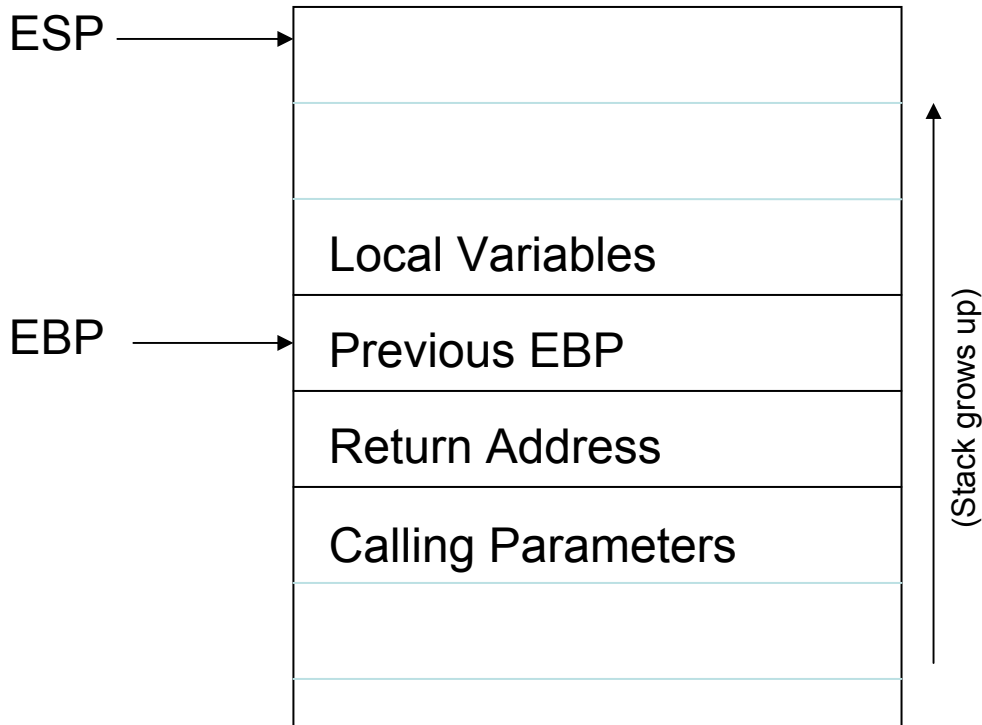 ESP
Local Variables
EBP
Previous EBP
Return Address
Calling Parameters
(Stack grows up)